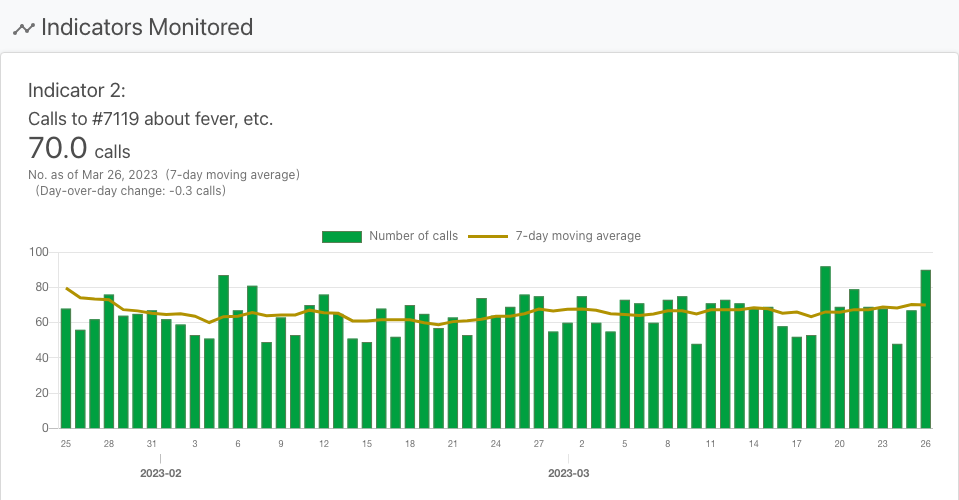 Indicators Monitored
Indicator 2:
Calls to #7119 about fever, etc.
70.0 calls
No. as of Mar 26, 2023 (7-day moving average)
(Day-over-day change: -0.3 calls)
Number of calls 7-day moving average
100
80
60
40
20
0
25 28 31 3 6 9 12 15 18 21 24 27 2 5 8 11 14 17 20 23 26
2023-02 2023-03